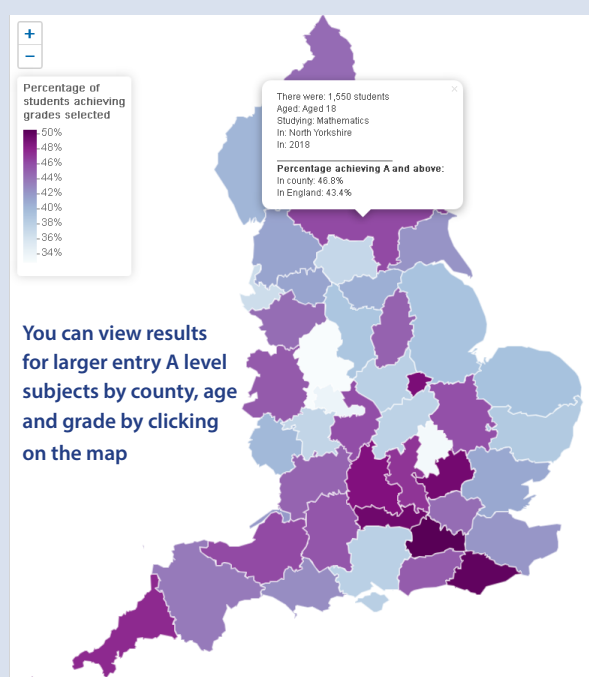 +
−
Percentage of
students achieving
grades selected
50%
48%
46%
44%
42%
40%
38%
36%
34%
×
There were: 1,550 students
Aged: Aged 18
Studying: Mathematics
In: North Yorkshire
In: 2018
Percentage achieving A and above:
In county: 46.8%
In England: 43.4%
You can view results
for larger entry A level
subjects by county, age
and grade by clicking
on the map